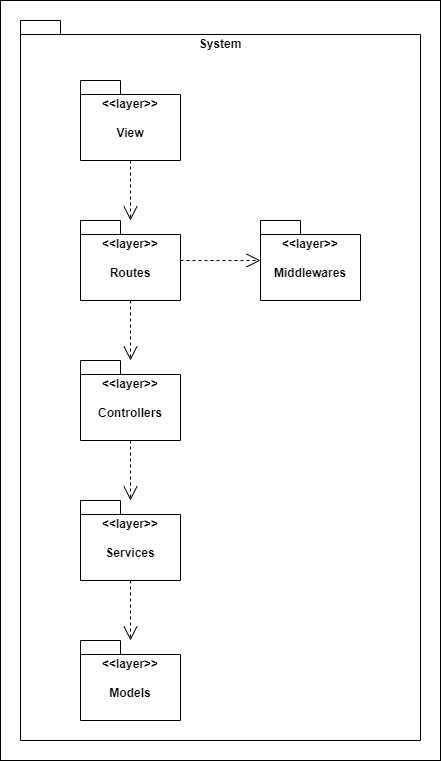 System
<<layer>>
View
<<layer>>
Routes
<<layer>>
Middlewares
<<layer>>
Controllers
<<layer>>
Services
<<layer>>
Models